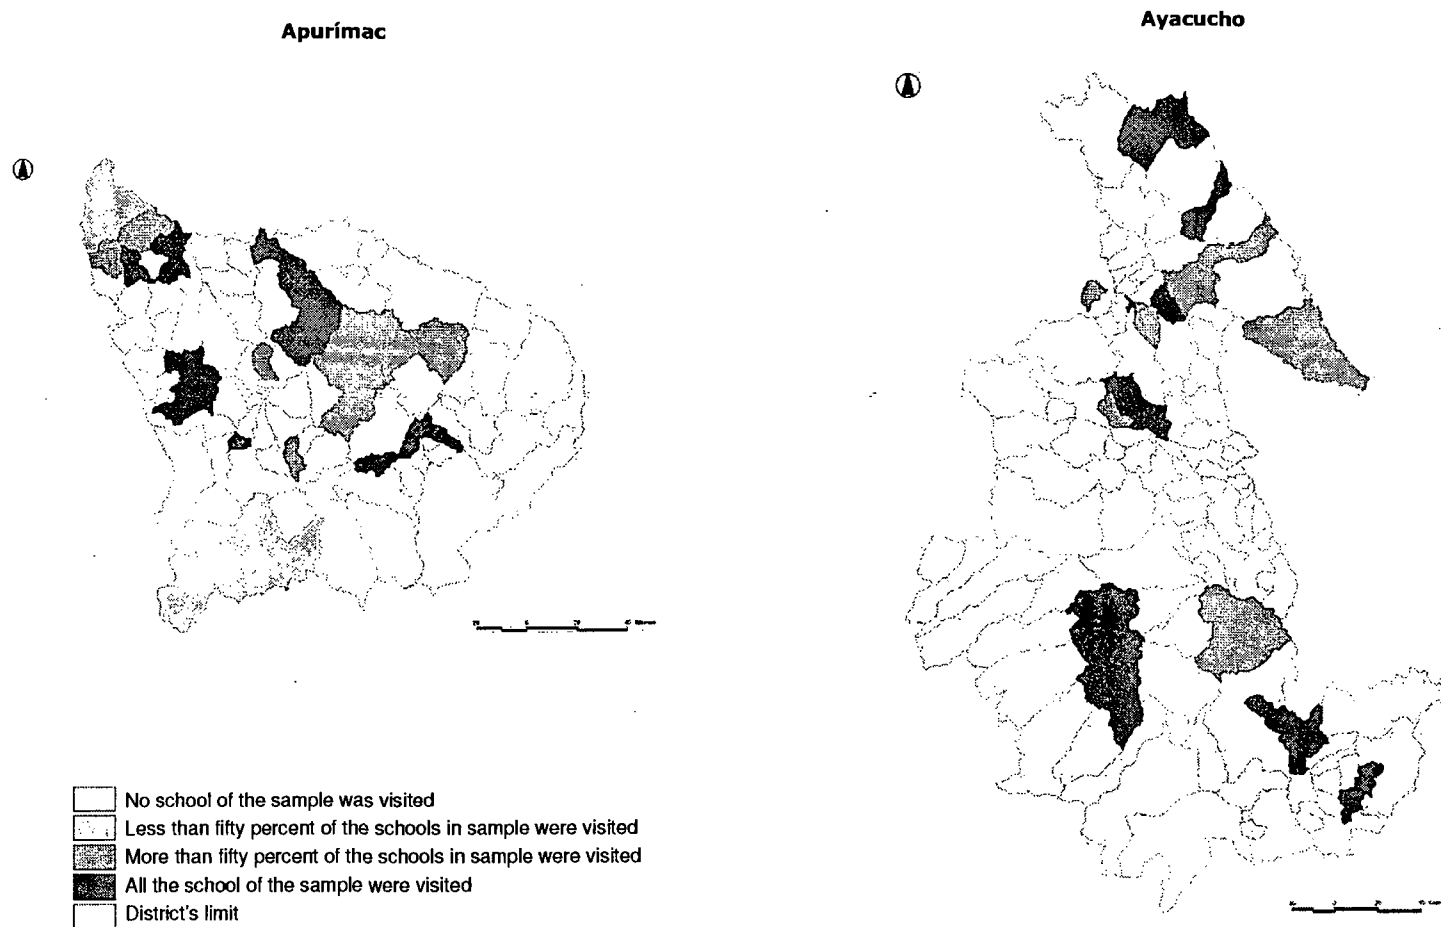 Apurímac
Ayacucho
No school of the sample was visited
Less than fifty percent of the schools in sample were visited
More than fifty percent of the schools in sample were visited
All the school of the sample were visited
District's limit